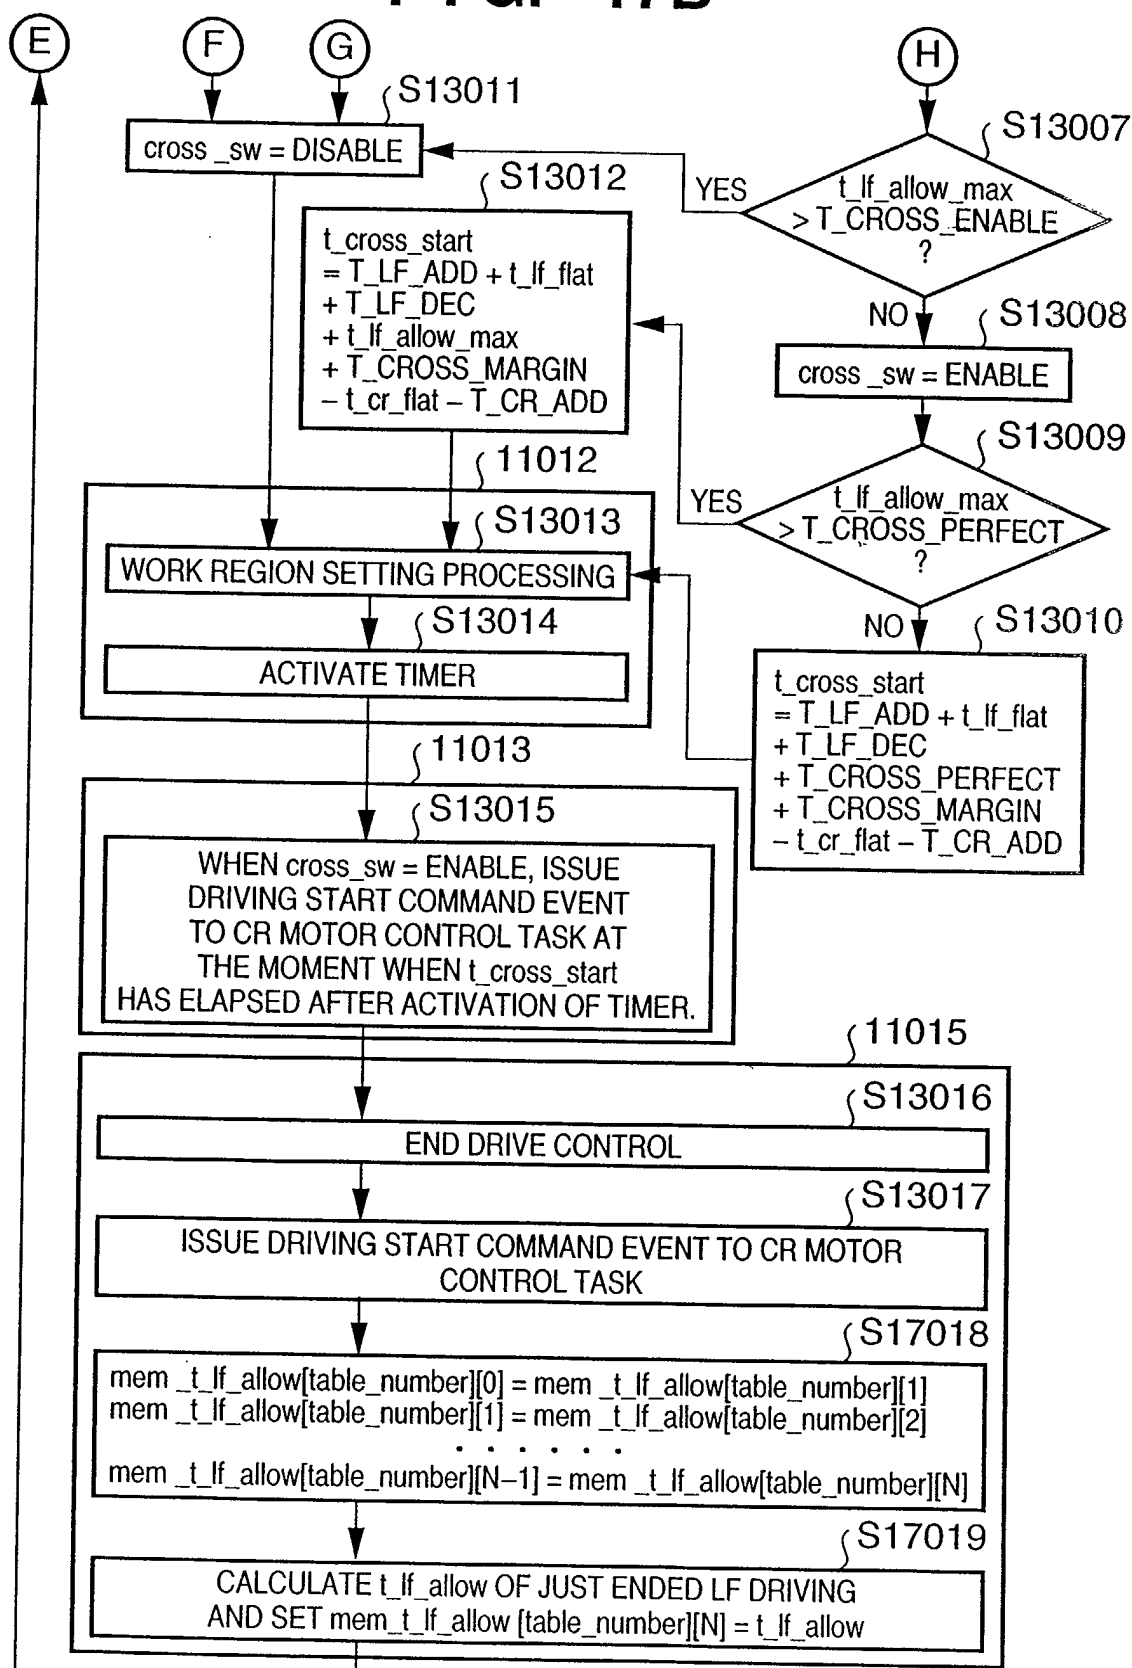 E
F
G
H
S13011
cross _sw = DISABLE
S13007
t_lf_allow_max
> T_CROSS_ENABLE
?
YES
NO
S13012
t_cross_start
= T_LF_ADD + t_lf_flat
+ T_LF_DEC
+ t_lf_allow_max
+ T_CROSS_MARGIN
– t_cr_flat – T_CR_ADD
S13008
cross _sw = ENABLE
S13009
t_lf_allow_max
> T_CROSS_PERFECT
?
YES
NO
11012
S13013
WORK REGION SETTING PROCESSING
S13014
ACTIVATE TIMER
S13010
t_cross_start
= T_LF_ADD + t_lf_flat
+ T_LF_DEC
+ T_CROSS_PERFECT
+ T_CROSS_MARGIN
– t_cr_flat – T_CR_ADD
11013
S13015
WHEN cross_sw = ENABLE, ISSUE
DRIVING START COMMAND EVENT
TO CR MOTOR CONTROL TASK AT
THE MOMENT WHEN t_cross_start
HAS ELAPSED AFTER ACTIVATION OF TIMER.
11015
S13016
END DRIVE CONTROL
S13017
ISSUE DRIVING START COMMAND EVENT TO CR MOTOR
CONTROL TASK
S17018
mem _t_lf_allow[table_number][0] = mem _t_lf_allow[table_number][1]
mem _t_lf_allow[table_number][1] = mem _t_lf_allow[table_number][2]
. . . . . .
mem _t_lf_allow[table_number][N–1] = mem _t_lf_allow[table_number][N]
S17019
CALCULATE t_lf_allow OF JUST ENDED LF DRIVING
AND SET mem_t_lf_allow [table_number][N] = t_lf_allow